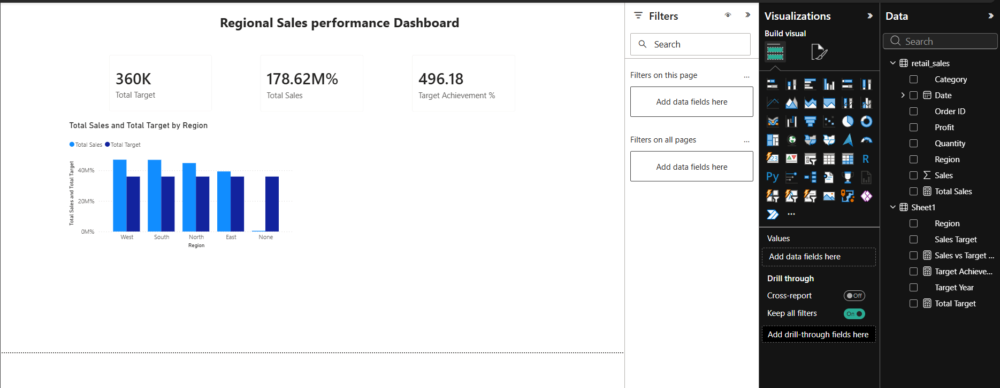 Regional Sales performance Dashboard
360K
Total Target
178.62M%
Total Sales
496.18
Target Achievement %
Total Sales and Total Target by Region
Total Sales Total Target
Total Sales and Total Target
40M%
20M%
0M%
West South North East None
Region
Filters
Search
Filters on this page ...
Add data fields here
Filters on all pages ...
Add data fields here
Visualizations
Build visual
123
R
Py
...
Values
Add data fields here
Drill through
Cross-report Off
Keep all filters On
Add drill-through fields here
Data
Search
retail_sales
Category
Date
Order ID
Profit
Quantity
Region
Sales
Total Sales
Sheet1
Region
Sales Target
Sales vs Target ...
Target Achieve...
Target Year
Total Target